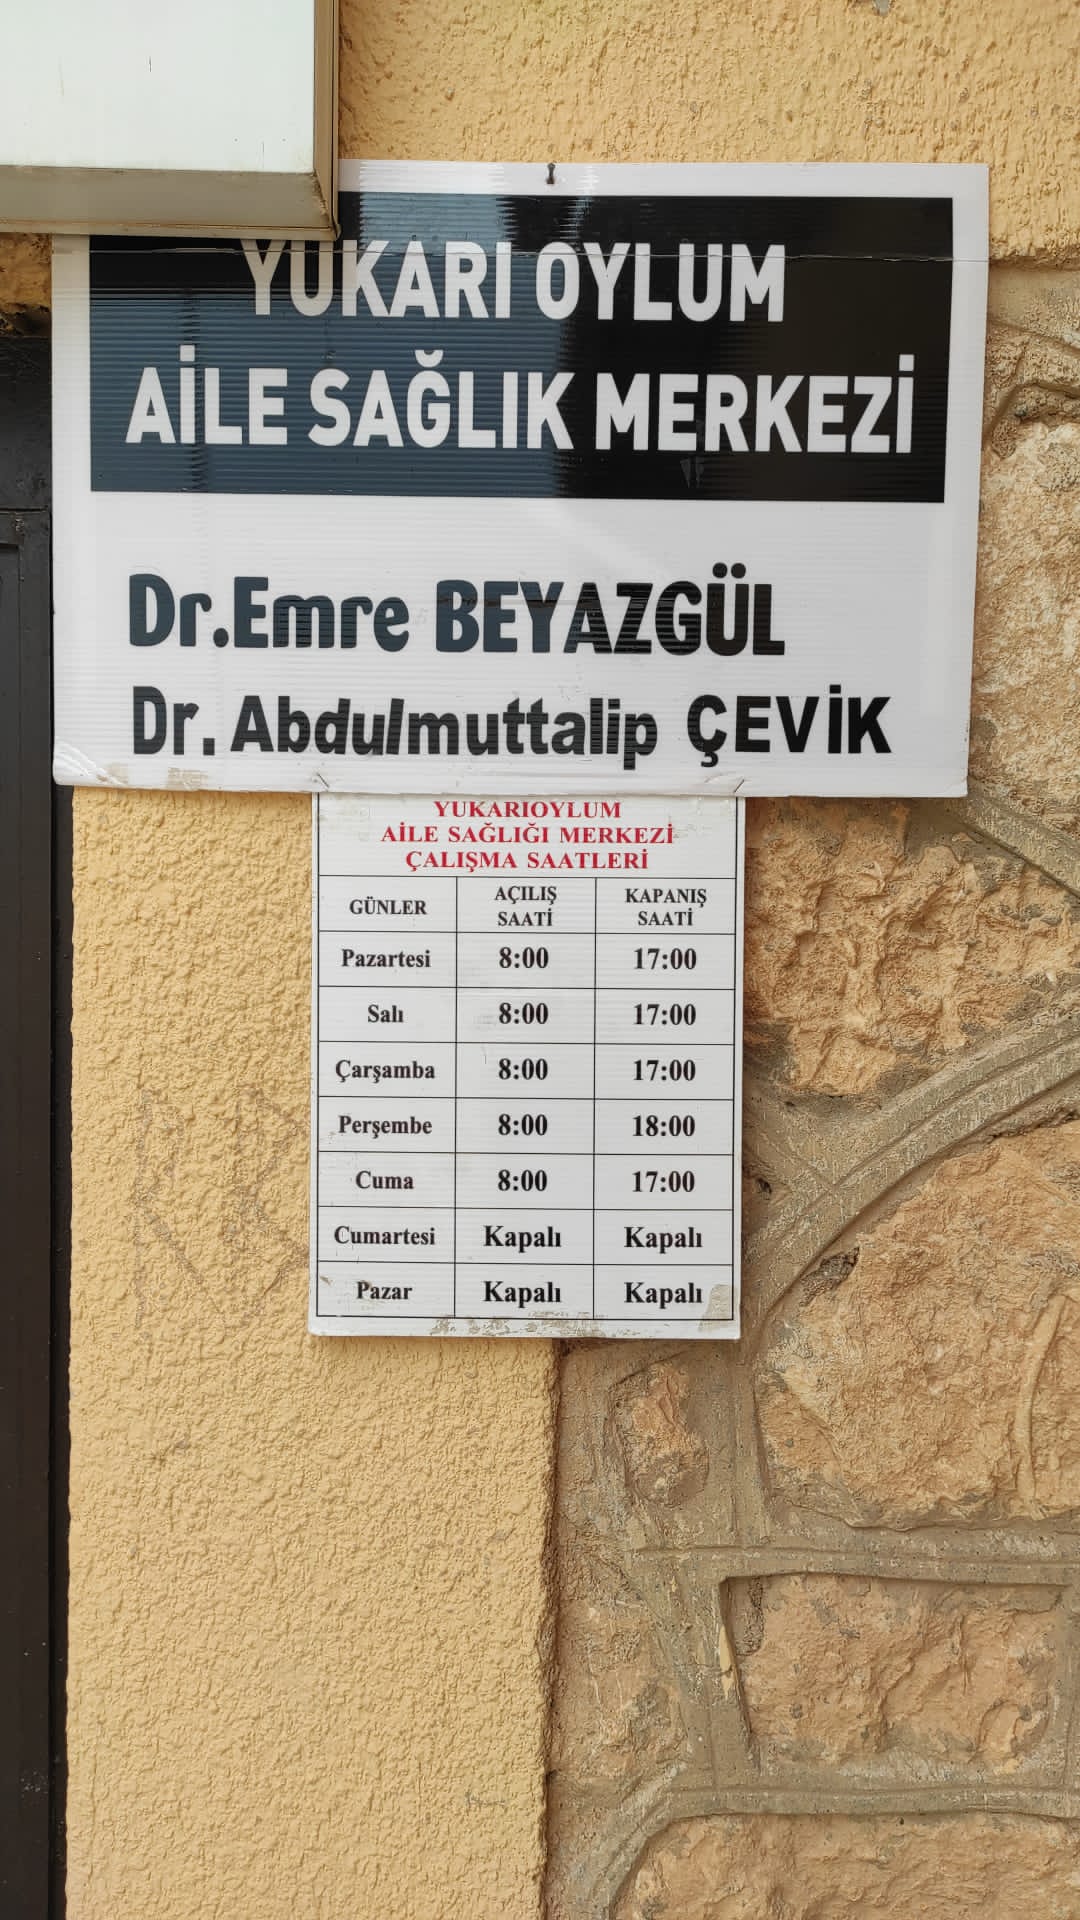 YUKARI OYLUM
AİLE SAĞLIK MERKEZİ
Dr.Emre BEYAZGÜL
Dr. Abdulmuttalip ÇEVİK
YUKARIOYLUM
AİLE SAĞLIĞI MERKEZİ
ÇALIŞMA SAATLERİ
GÜNLER AÇILIŞ SAATİ KAPANIŞ SAATİ
Pazartesi 8:00 17:00
Salı 8:00 17:00
Çarşamba 8:00 17:00
Perşembe 8:00 18:00
Cuma 8:00 17:00
Cumartesi Kapalı Kapalı
Pazar Kapalı Kapalı